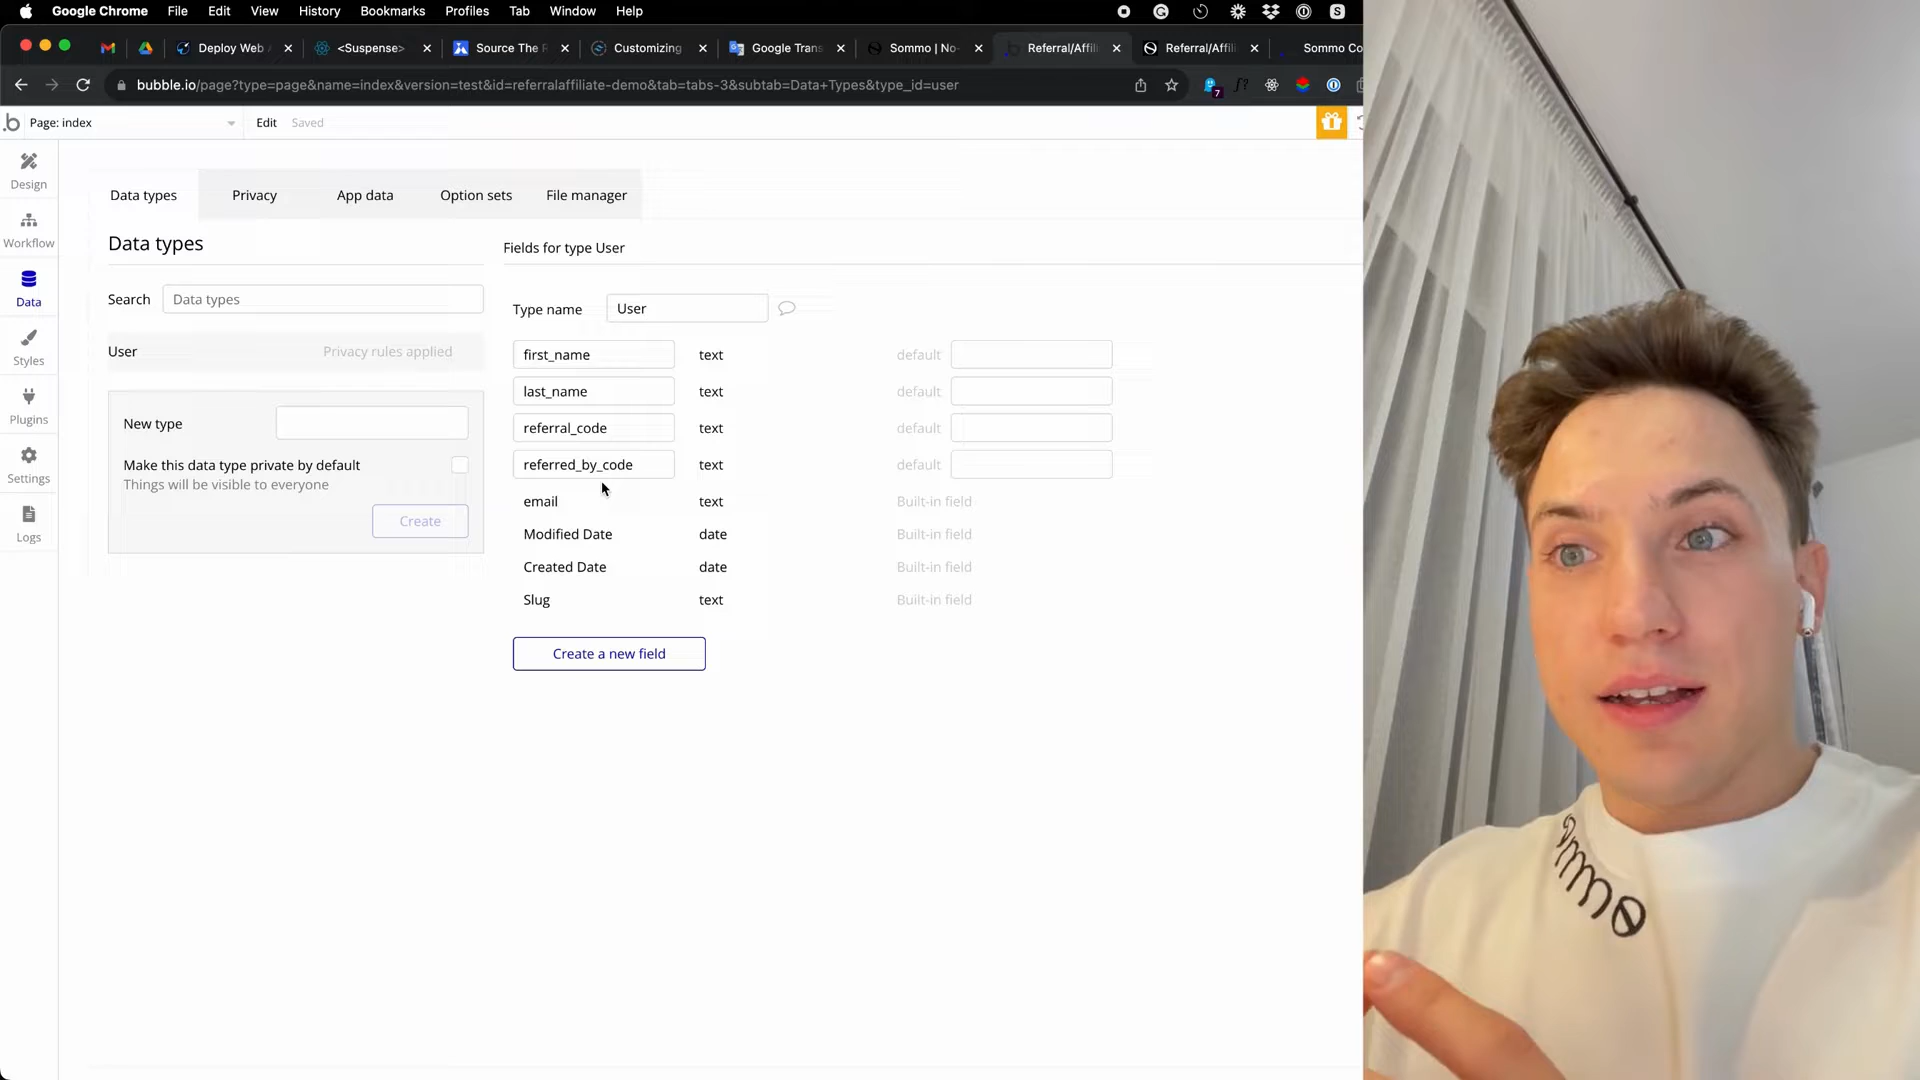 Google Chrome File Edit View History Bookmarks Profiles Tab Window Help
Deploy Web <Suspense> Source The Customizing Google Trans Sommo | No- Referral/Affili Referral/Affili Sommo Co
bubble.io/page?type=page&name=index&version=test&id=referralaffiliate-demo&tab=tabs-3&subtab=Data+Types&type_id=user
7
Page: index Edit Saved
Design
Workflow
Data
Styles
Plugins
Settings
Logs
Data types Privacy App data Option sets File manager
Data types
Search Data types
User Privacy rules applied
New type
Make this data type private by default
Things will be visible to everyone
Create
Fields for type User
Type name User
first_name text default
last_name text default
referral_code text default
referred_by_code text default
email text Built-in field
Modified Date date Built-in field
Created Date date Built-in field
Slug text Built-in field
Create a new field